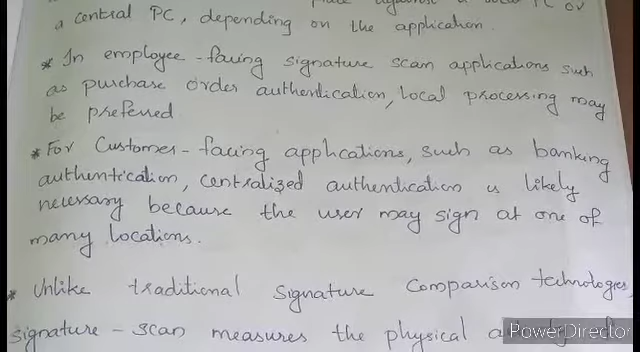 a central PC, depending on the application.
* In employee-facing signature scan applications such
as purchase order authentication, local processing may
be preferred
* For Customer-facing applications, such as banking
authentication, centralized authentication is likely
necessary because the user may sign at one of
many locations.
* Unlike traditional signature Comparison technologies,
signature-scan measures the physical
PowerDirector